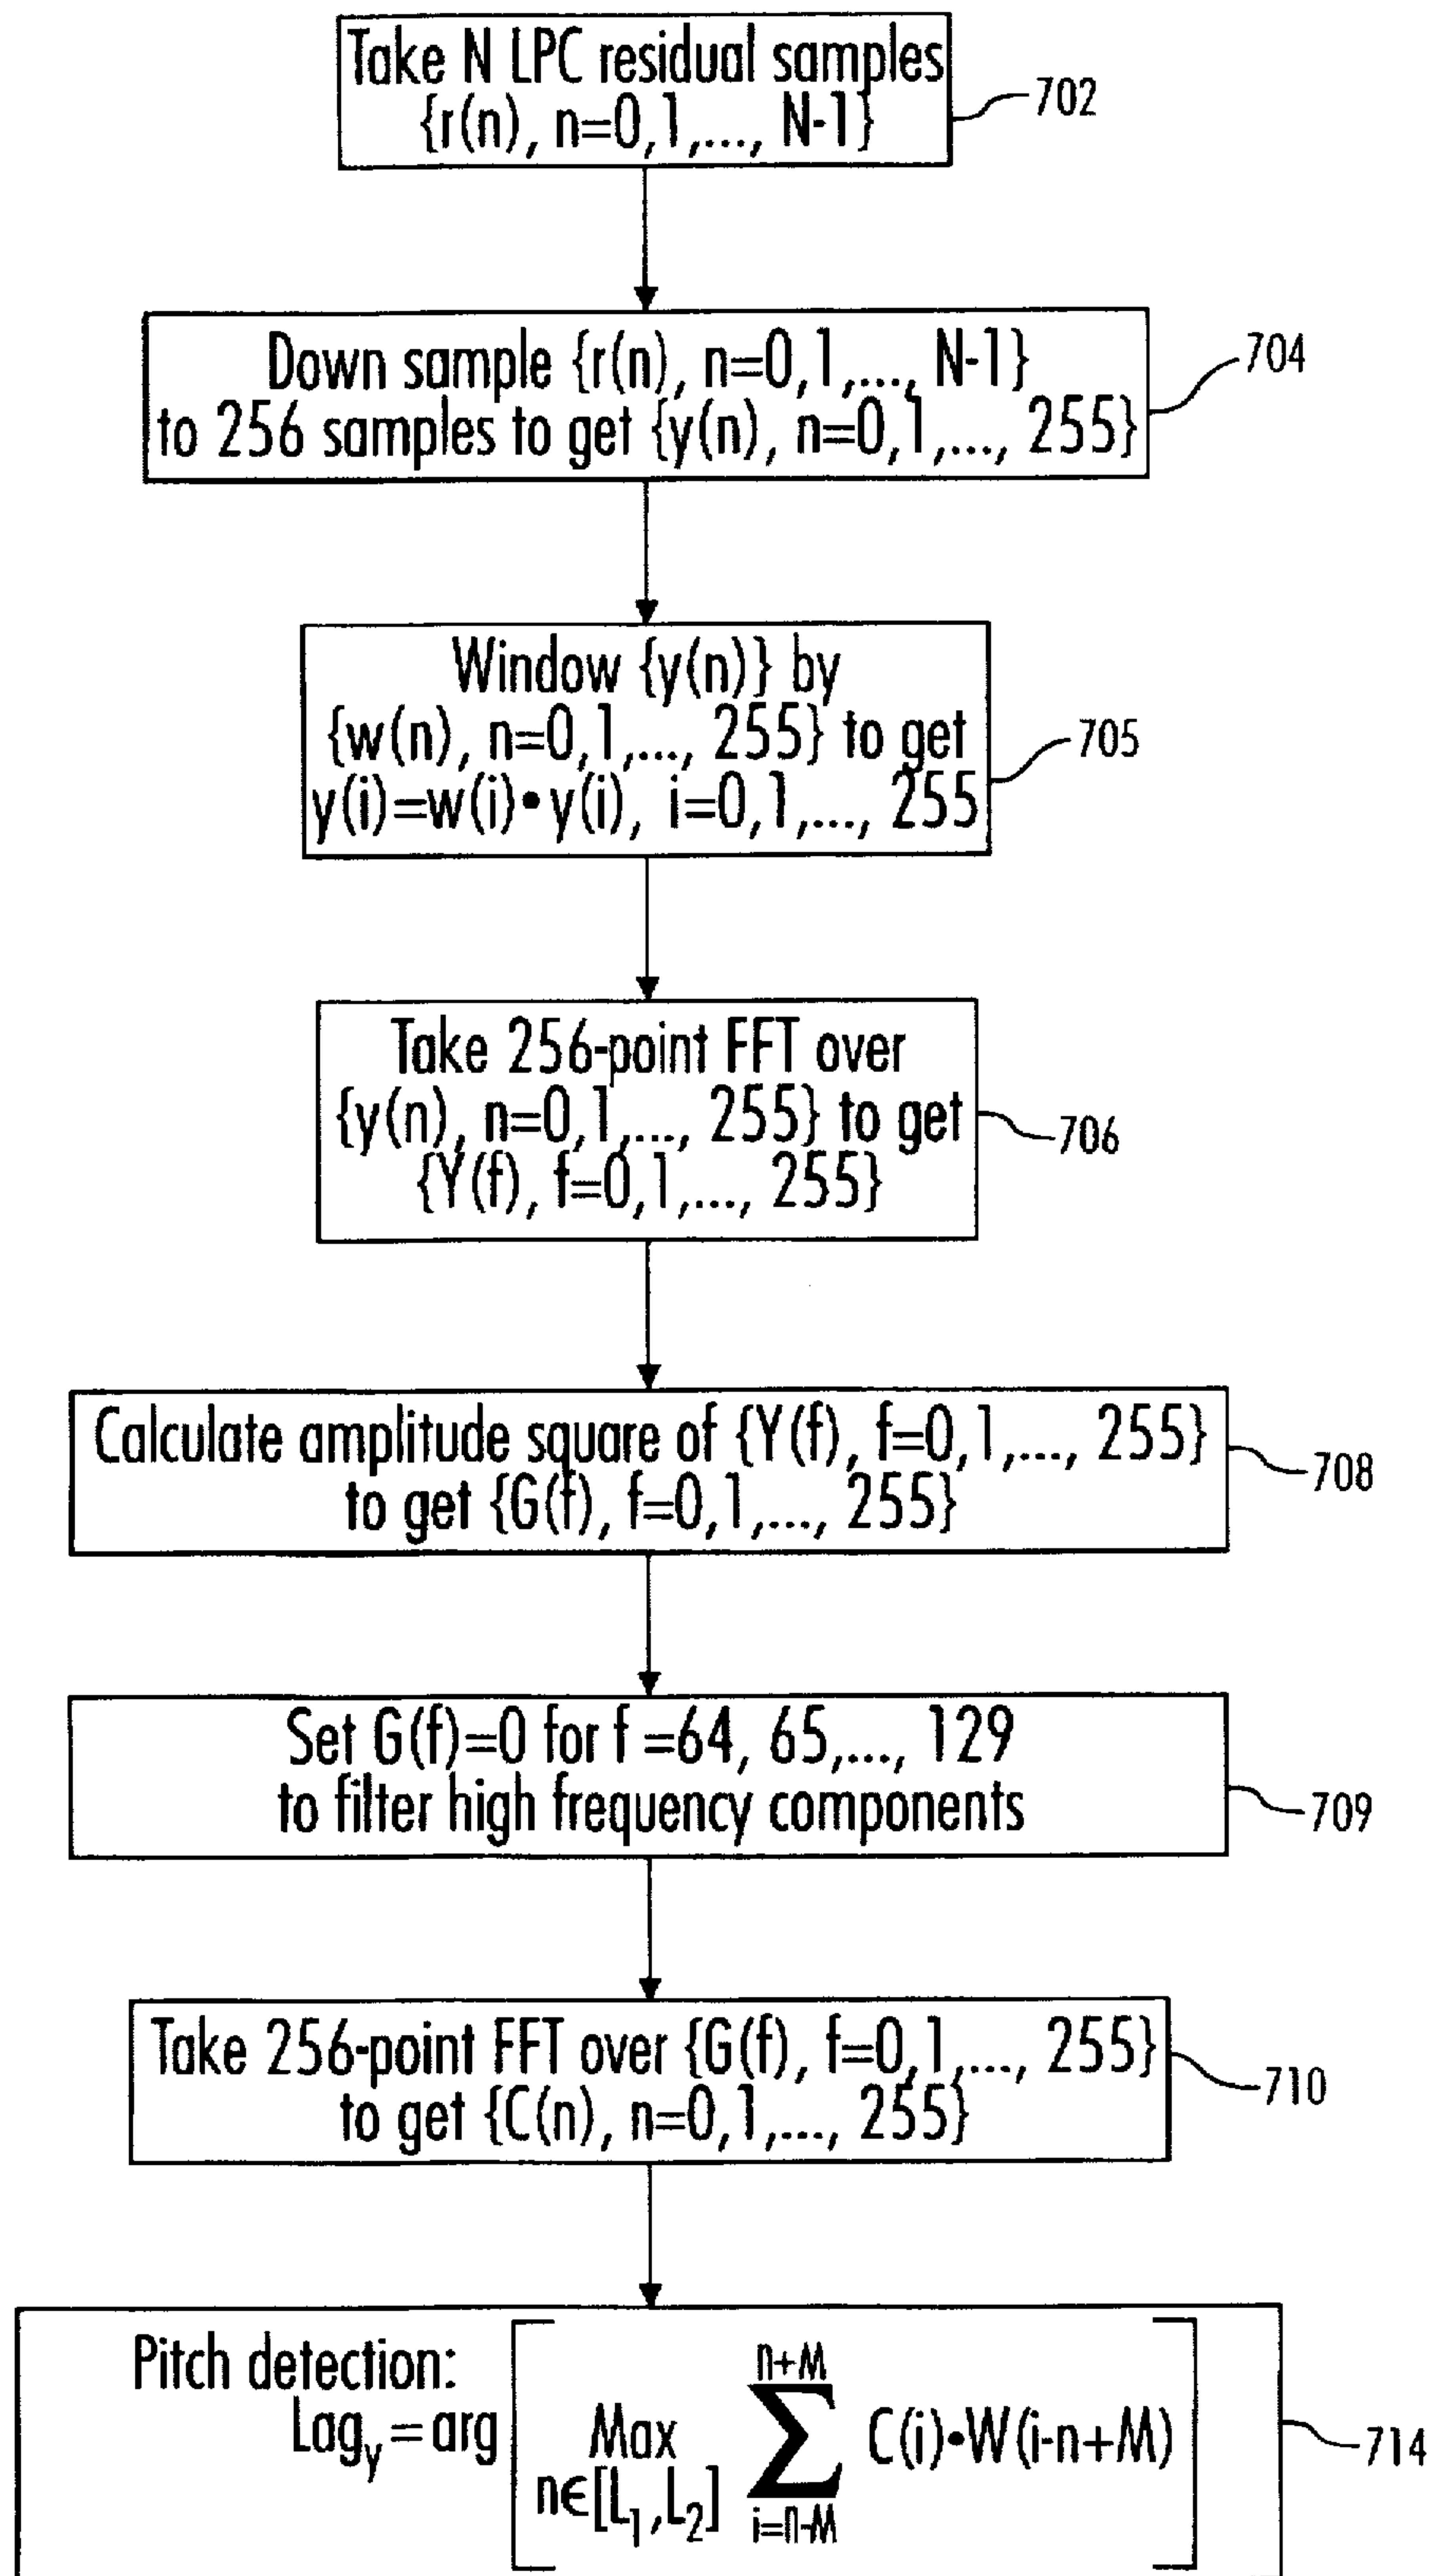 Take N LPC residual samples
{r(n), n=0,1,..., N-1}
702
Down sample {r(n), n=0,1,..., N-1}
to 256 samples to get {y(n), n=0,1,..., 255}
704
Window {y(n)} by
{w(n), n=0,1,..., 255} to get
y(i)=w(i)•y(i), i=0,1,..., 255
705
Take 256-point FFT over
{y(n), n=0,1,..., 255} to get
{Y(f), f=0,1,..., 255}
706
Calculate amplitude square of {Y(f), f=0,1,..., 255}
to get {G(f), f=0,1,..., 255}
708
Set G(f)=0 for f =64, 65,..., 129
to filter high frequency components
709
Take 256-point FFT over {G(f), f=0,1,..., 255}
to get {C(n), n=0,1,..., 255}
710
Pitch detection:
Lag_y = arg [ Max n∈[L₁,L₂] ∑ i=n-M n+M C(i)•W(i-n+M) ]
714